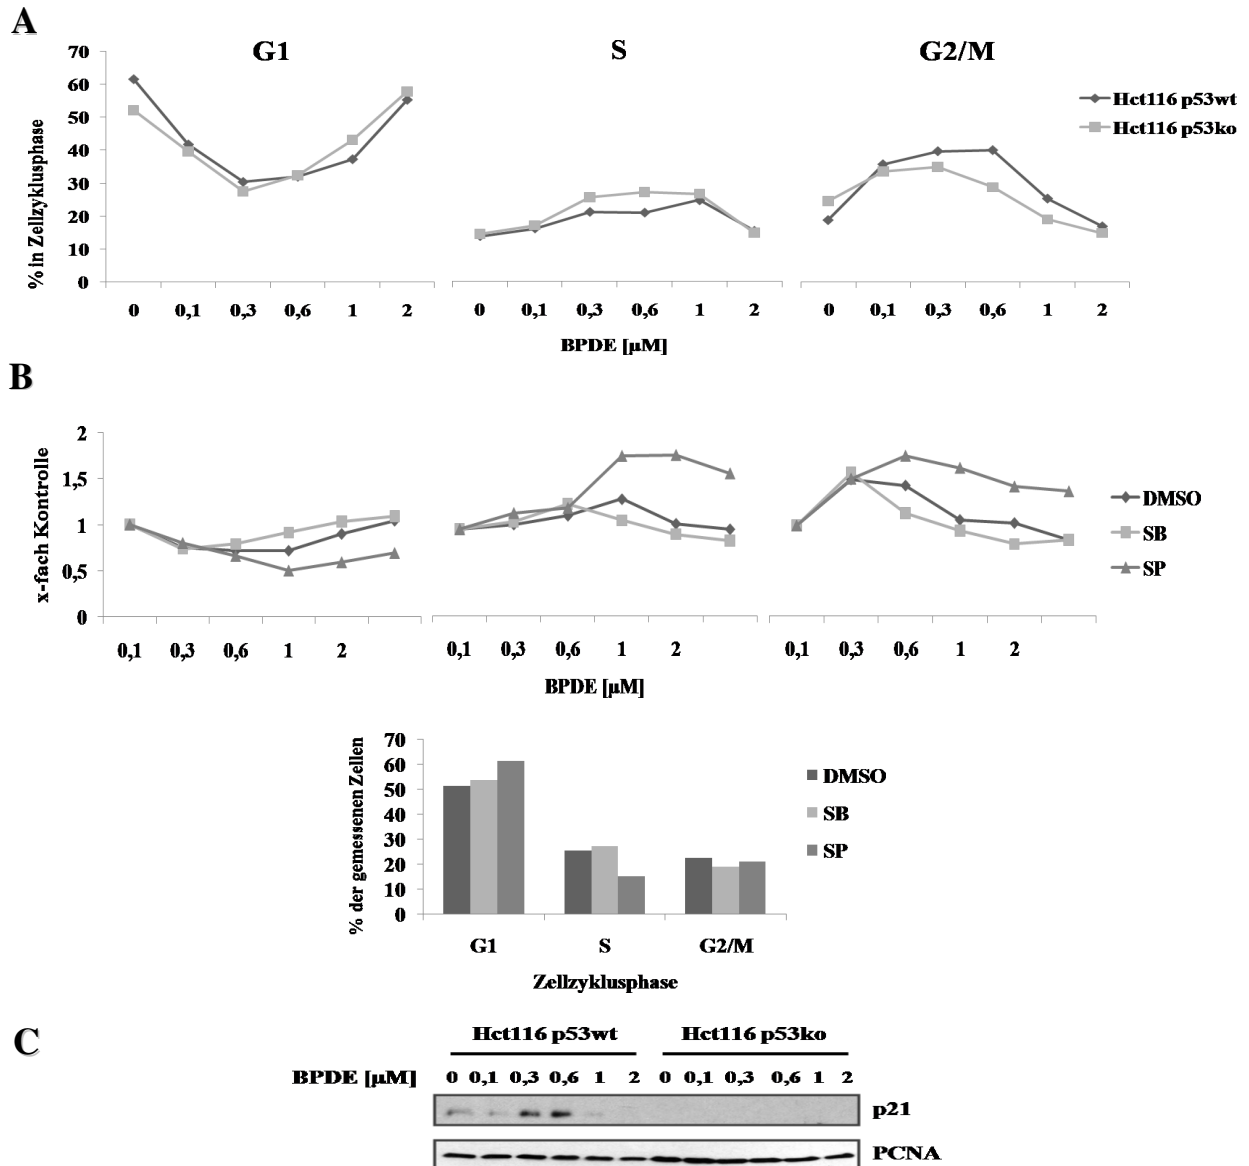 A
G1
S
G2/M
% in Zellzyklusphase
70
60
50
40
30
20
10
0
Hct116 p53wt
Hct116 p53ko
0 0,1 0,3 0,6 1 2
0 0,1 0,3 0,6 1 2
0 0,1 0,3 0,6 1 2
BPDE [µM]
B
x-fach Kontrolle
2
1,5
1
0,5
0
DMSO
SB
SP
0,1 0,3 0,6 1 2
0,1 0,3 0,6 1 2
0,1 0,3 0,6 1 2
BPDE [µM]
% der gemessenen Zellen
70
60
50
40
30
20
10
0
DMSO
SB
SP
G1 S G2/M
Zellzyklusphase
C
Hct116 p53wt Hct116 p53ko
BPDE [µM] 0 0,1 0,3 0,6 1 2 0 0,1 0,3 0,6 1 2
p21
PCNA